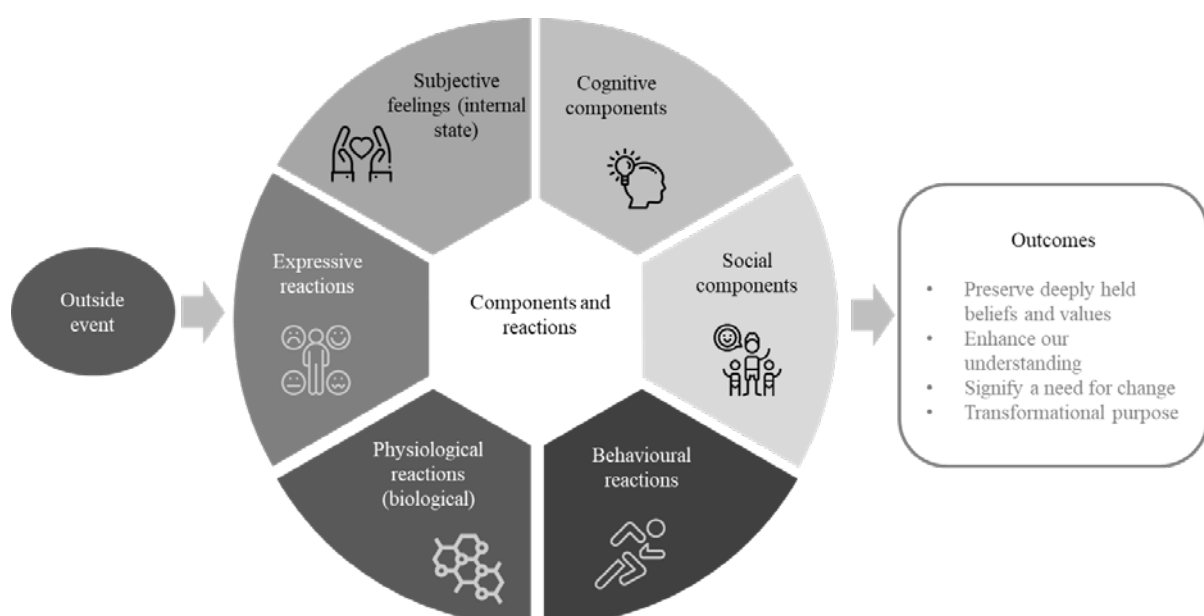 Outside
event
Subjective
feelings (internal
state)
Cognitive
components
Expressive
reactions
Components and
reactions
Social
components
Physiological
reactions
(biological)
Behavioural
reactions
Outcomes
• Preserve deeply held
beliefs and values
• Enhance our
understanding
• Signify a need for change
• Transformational purpose